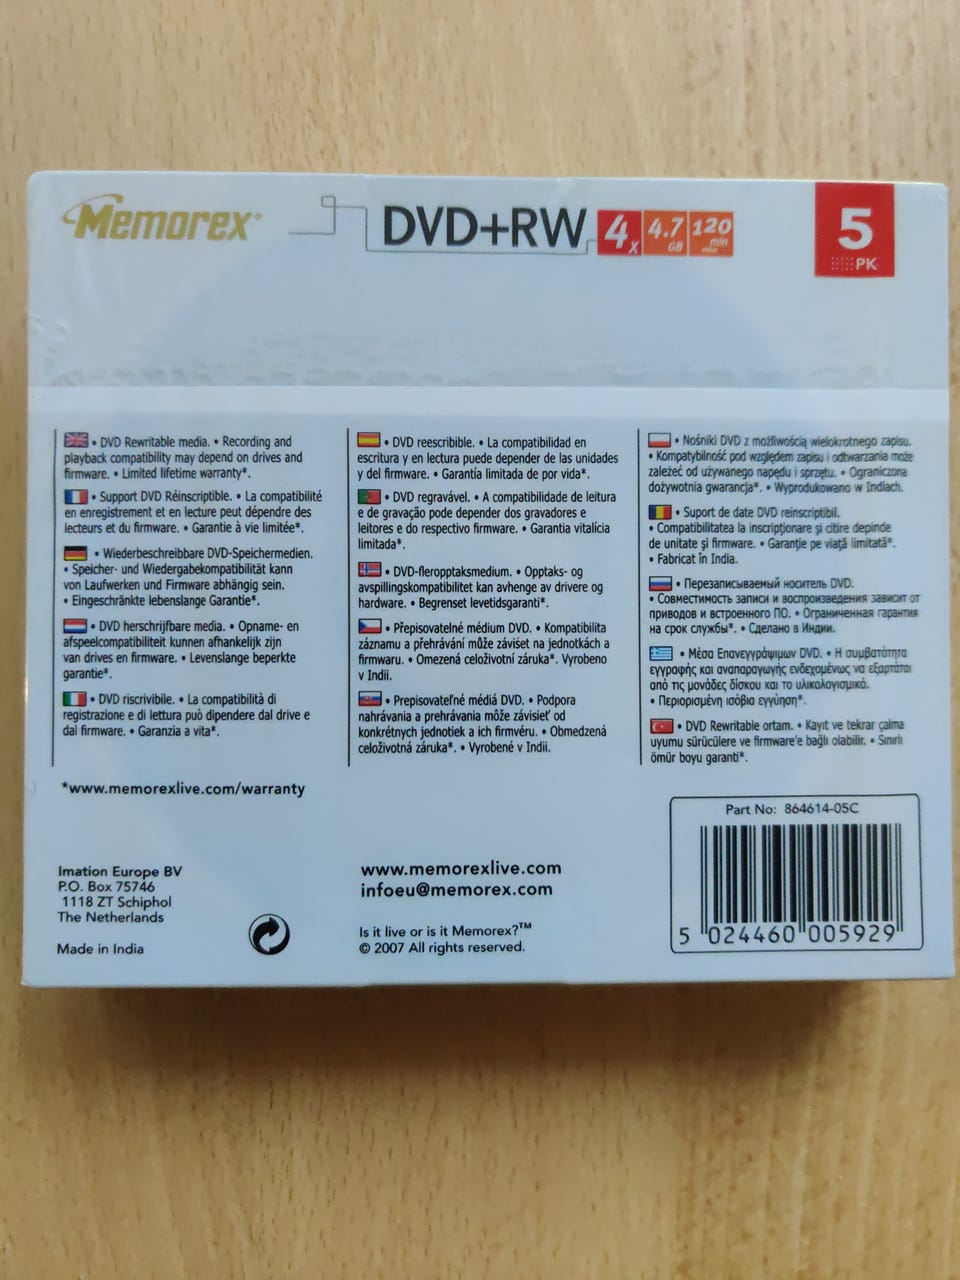 Memorex
DVD+RW 4x 4.7 GB 120 min video
5 PK
• DVD Rewritable media. • Recording and
playback compatibility may depend on drives and
firmware. • Limited lifetime warranty*.
• Support DVD Réinscriptible. • La compatibilité
en enregistrement et en lecture peut dépendre des
lecteurs et du firmware. • Garantie à vie limitée*.
• Wiederbeschreibbare DVD-Speichermedien.
• Speicher- und Wiedergabekompatibilität kann
von Laufwerken und Firmware abhängig sein.
• Eingeschränkte lebenslange Garantie*.
• DVD herschrijfbare media. • Opname- en
afspeelcompatibiliteit kunnen afhankelijk zijn
van drives en firmware. • Levenslange beperkte
garantie*.
• DVD riscrivibile. • La compatibilità di
registrazione e di lettura può dipendere dal drive e
dal firmware. • Garanzia a vita*.
*www.memorexlive.com/warranty
• DVD reescribible. • La compatibilidad en
escritura y en lectura puede depender de las unidades
y del firmware. • Garantía limitada de por vida*.
• DVD regravável. • A compatibilidade de leitura
e de gravação pode depender dos gravadores e
leitores e do respectivo firmware. • Garantia vitalícia
limitada*.
• DVD-fleropptaksmedium. • Opptaks- og
avspillingskompatibilitet kan avhenge av drivere og
hardware. • Begrenset levetidsgaranti*.
• Přepisovatelné médium DVD. • Kompatibilita
záznamu a přehrávání může záviset na jednotkách a
firmwaru. • Omezená celoživotní záruka*. Vyrobeno
v Indii.
• Prepisovateľné médiá DVD. • Podpora
nahrávania a prehrávania môže závisieť od
konkrétnych jednotiek a ich firmvéru. • Obmedzená
celoživotná záruka*. • Vyrobené v Indii.
• Nośniki DVD z możliwością wielokrotnego zapisu.
• Kompatybilność pod względem zapisu i odtwarzania może
zależeć od używanego napędu i sprzętu. • Ograniczona
dożywotnia gwarancja*. • Wyprodukowano w Indiach.
• Suport de date DVD reinscriptibil.
• Compatibilitatea la inscripţionare şi citire depinde
de unitate şi firmware. • Garanţie pe viaţă limitată*.
• Fabricat în India.
• Перезаписываемый носитель DVD.
• Совместимость записи и воспроизведения зависит от
приводов и встроенного ПО. • Ограниченная гарантия
на срок службы*. • Сделано в Индии.
• Μέσα Επανεγγράψιμων DVD. • Η συμβατότητα
εγγραφής και αναπαραγωγής ενδεχομένως να εξαρτάται
από τις μονάδες δίσκου και το υλικολογισμικό.
• Περιορισμένη ισόβια εγγύηση*.
• DVD Rewritable ortam. • Kayıt ve tekrar çalma
uyumu sürücülere ve firmware'e bağlı olabilir. • Sınırlı
ömür boyu garanti*.
Imation Europe BV
P.O. Box 75746
1118 ZT Schiphol
The Netherlands
Made in India
www.memorexlive.com
infoeu@memorex.com
Is it live or is it Memorex?™
© 2007 All rights reserved.
Part No: 864614-05C
5 024460 005929